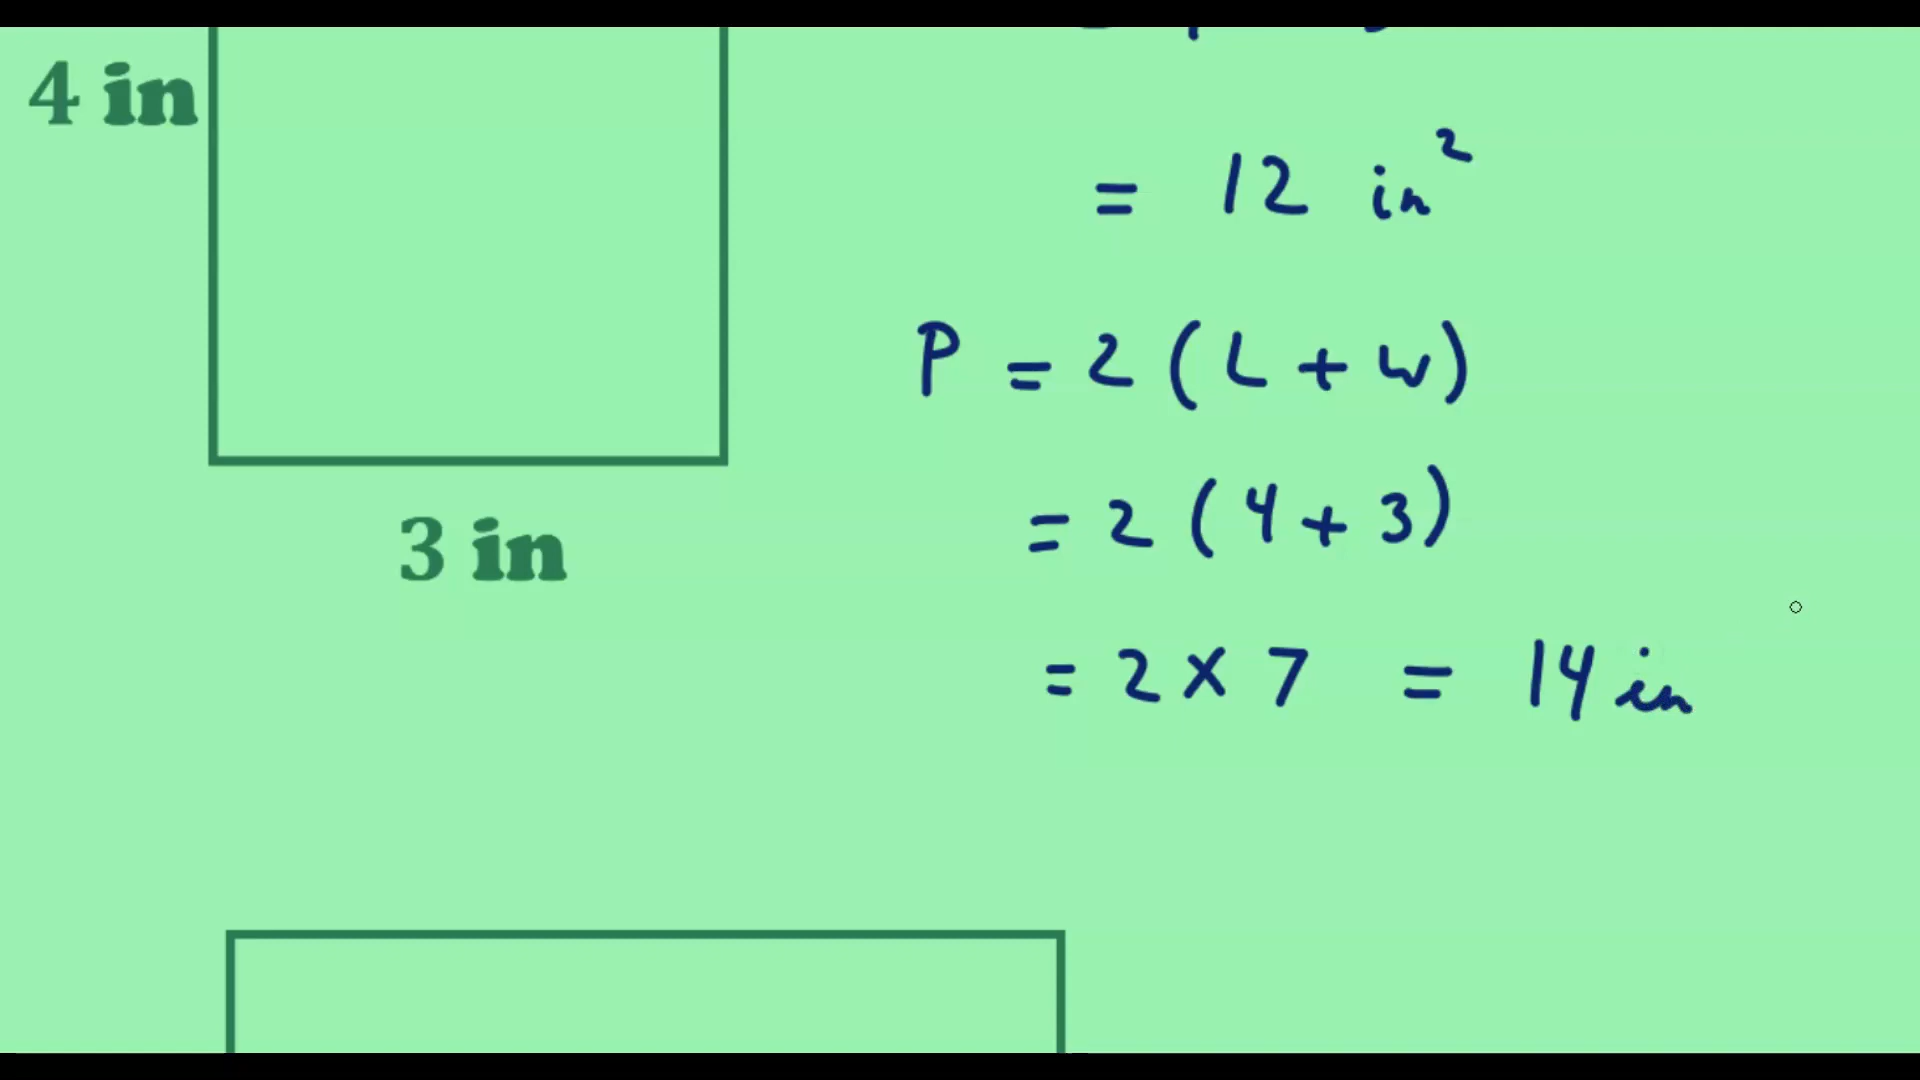 4 in
= 12 in²
P = 2 (L + W)
= 2 (4 + 3)
3 in
= 2 × 7 = 14 in